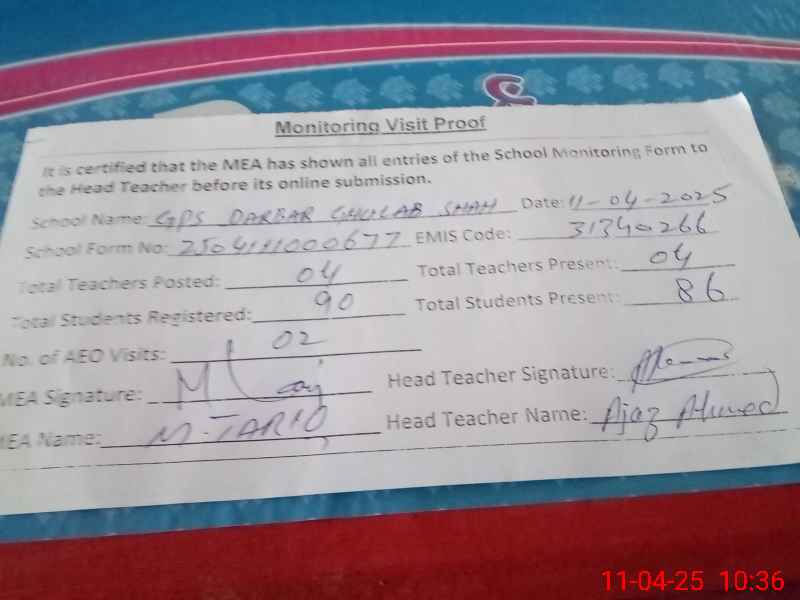 Monitoring Visit Proof
It is certified that the MEA has shown all entries of the School Monitoring Form to
the Head Teacher before its online submission.
School Name: GPS DARBAR GHULAB SHAH Date: 11-04-2025
School Form No: 2504111000677 EMIS Code: 31340266
Total Teachers Posted: 04 Total Teachers Present: 04
Total Students Registered: 90 Total Students Present: 86
No. of AEO Visits: 02
MEA Signature: Head Teacher Signature:
MEA Name: M. TARIQ Head Teacher Name: Ajaz Ahmed
11-04-25 10:36